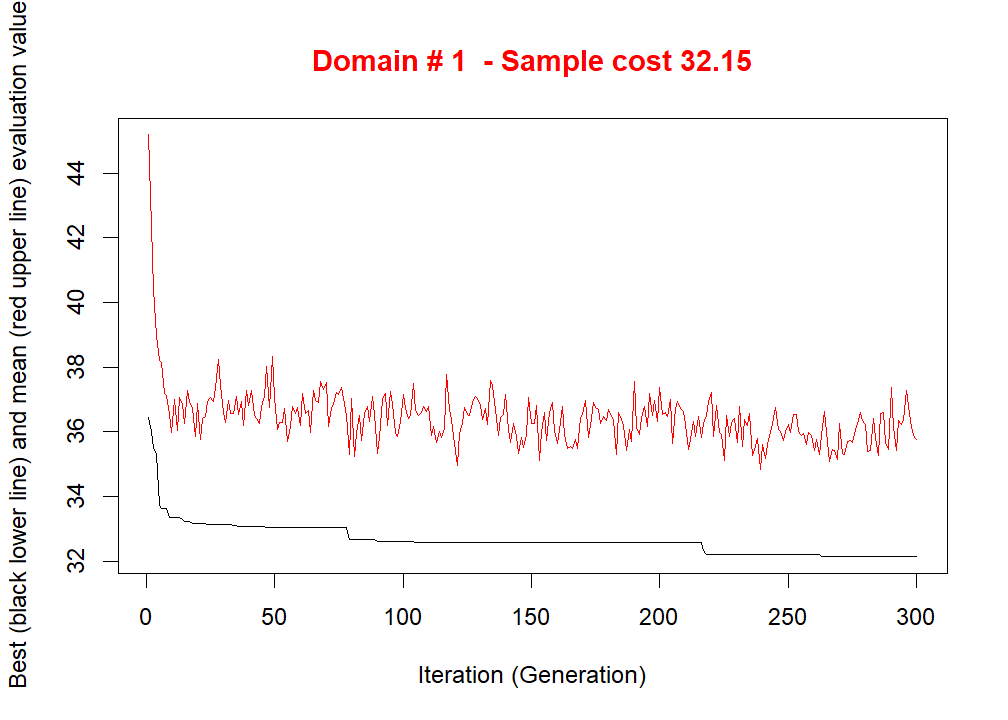 Domain # 1  - Sample cost 32.15
Best (black lower line) and mean (red upper line) evaluation value
44
42
40
38
36
34
32
0 50 100 150 200 250 300
Iteration (Generation)